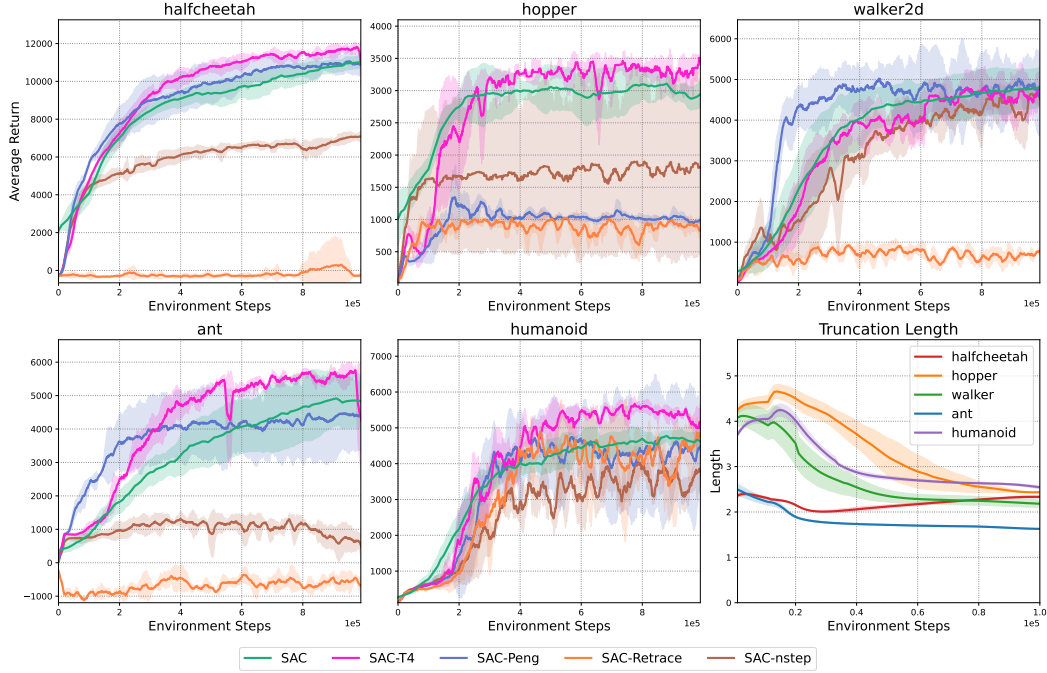 halfcheetah
hopper
walker2d
Average Return
12000
10000
8000
6000
4000
2000
0
0 2 4 6 8
1e5
Environment Steps
4000
3500
3000
2500
2000
1500
1000
500
0 2 4 6 8
1e5
Environment Steps
6000
5000
4000
3000
2000
1000
0 2 4 6 8
1e5
Environment Steps
ant
humanoid
Truncation Length
6000
5000
4000
3000
2000
1000
0
−1000
0 2 4 6 8
1e5
Environment Steps
7000
6000
5000
4000
3000
2000
1000
0 2 4 6 8
1e5
Environment Steps
Length
5
4
3
2
1
0
halfcheetah
hopper
walker
ant
humanoid
0.2 0.4 0.6 0.8 1.0
1e5
Environment Steps
SAC SAC-T4 SAC-Peng SAC-Retrace SAC-nstep